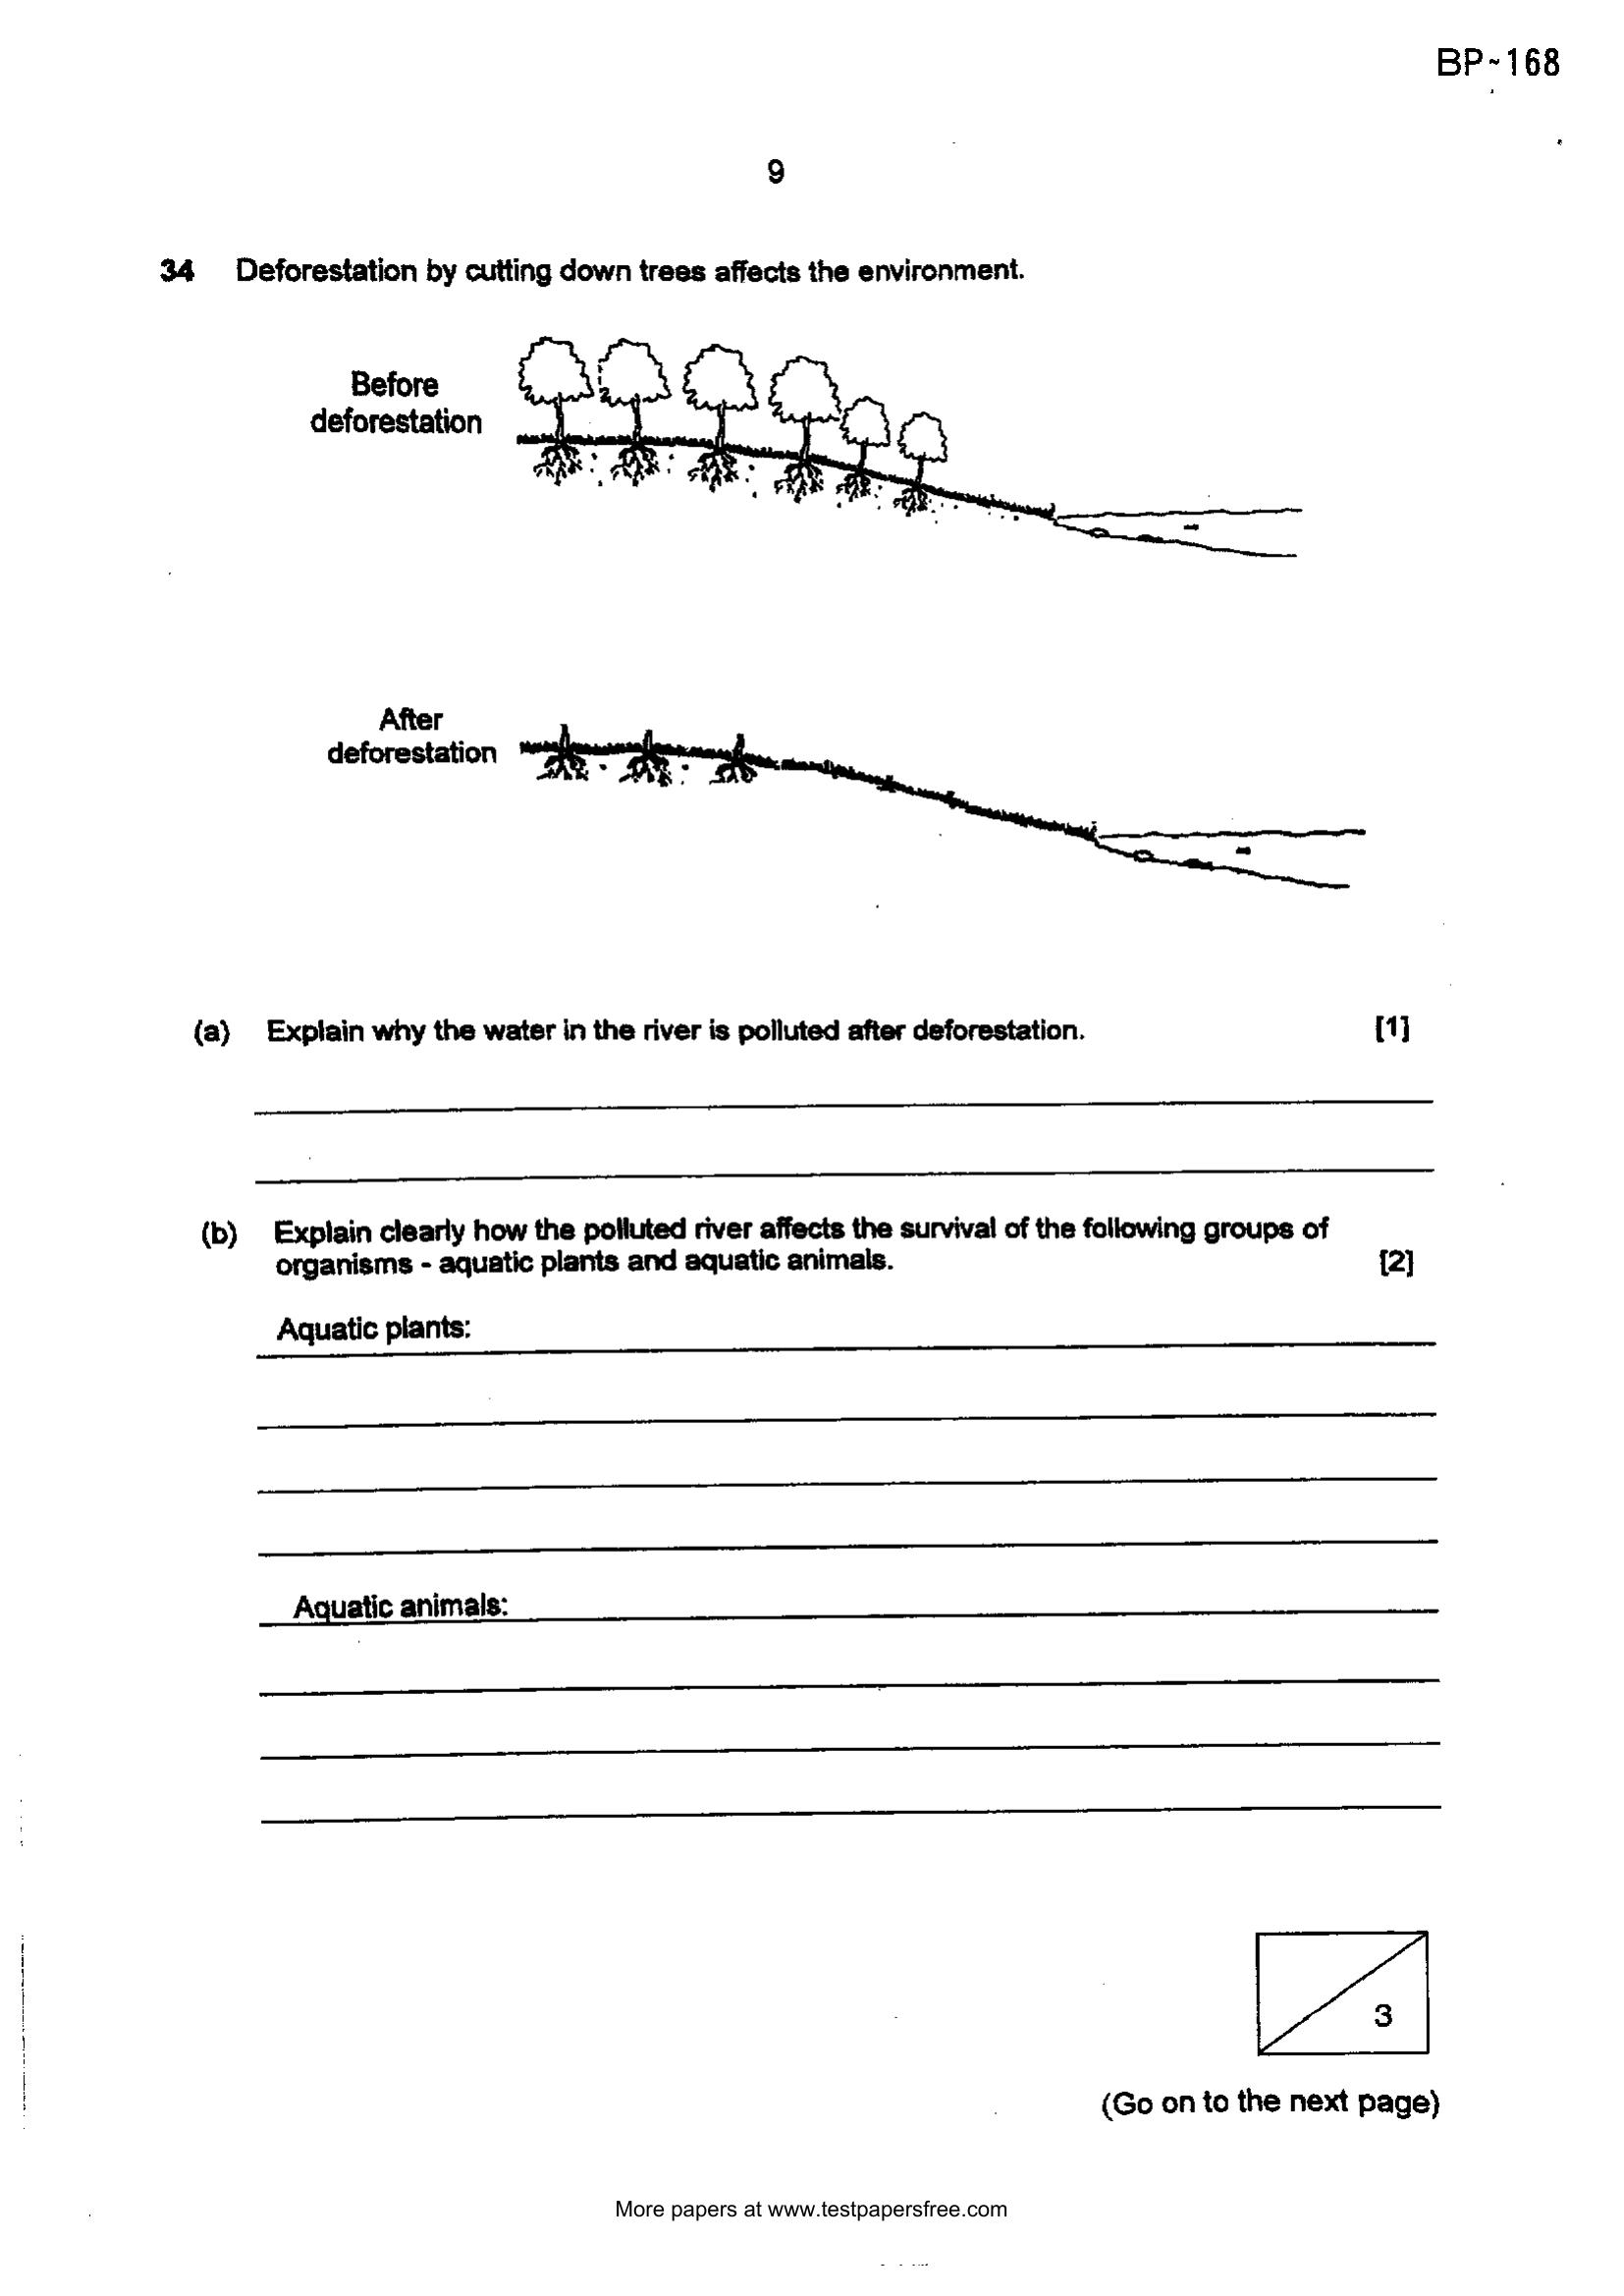 BP~168
9
34 Deforestation by cutting down trees affects the environment.
Before
deforestation
After
deforestation
(a) Explain why the water in the river is polluted after deforestation. [1]
(b) Explain clearly how the polluted river affects the survival of the following groups of
organisms - aquatic plants and aquatic animals. [2]
Aquatic plants:
Aquatic animals:
3
(Go on to the next page)
More papers at www.testpapersfree.com